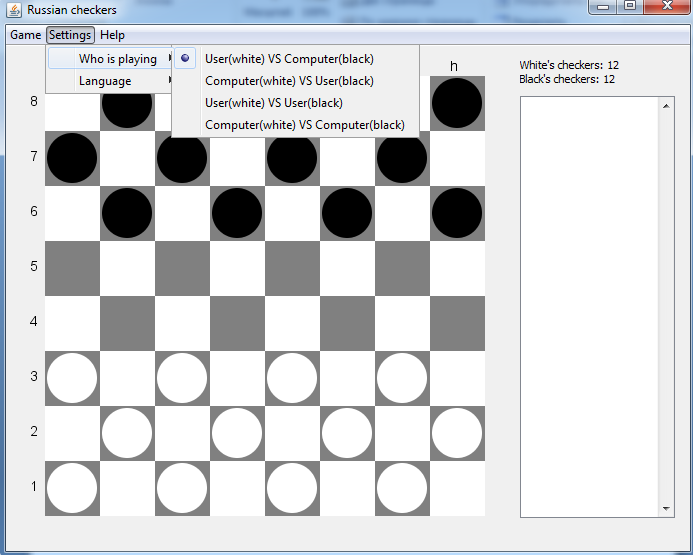 Russian checkers
Game Settings Help
Who is playing
Language
User(white) VS Computer(black)
Computer(white) VS User(black)
User(white) VS User(black)
Computer(white) VS Computer(black)
h
White's checkers: 12
Black's checkers: 12
8
7
6
5
4
3
2
1